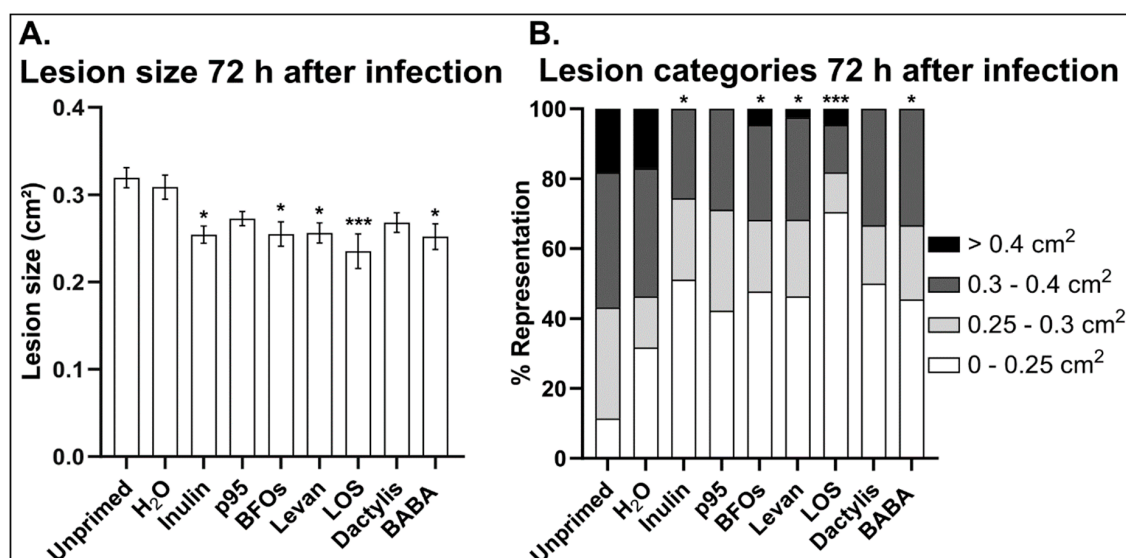 A.
Lesion size 72 h after infection
Lesion size (cm²)
0.4
0.3
0.2
0.1
0.0
*
*
*
***
*
Unprimed
H₂O
Inulin
p95
BFOs
Levan
LOS
Dactylis
BABA
B.
Lesion categories 72 h after infection
% Representation
100
80
60
40
20
0
*
*
*
***
*
Unprimed
H₂O
Inulin
p95
BFOs
Levan
LOS
Dactylis
BABA
> 0.4 cm²
0.3 - 0.4 cm²
0.25 - 0.3 cm²
0 - 0.25 cm²